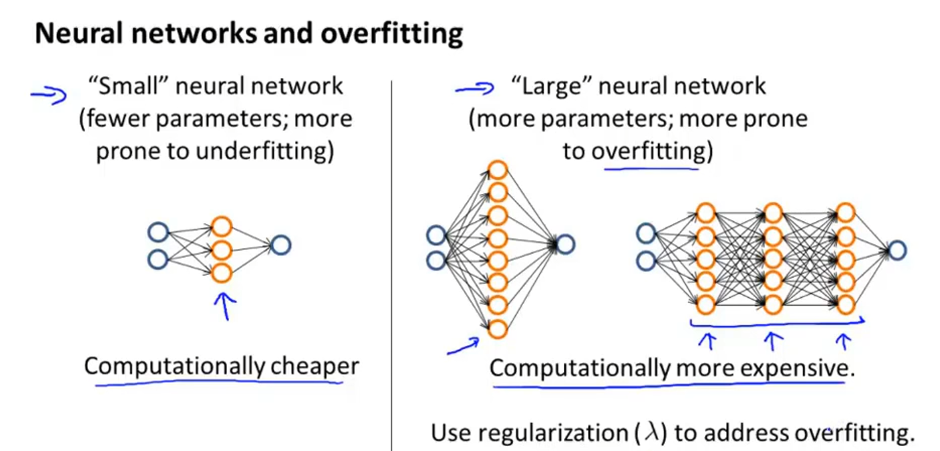 Neural networks and overfitting
“Small” neural network
(fewer parameters; more
prone to underfitting)
Computationally cheaper
“Large” neural network
(more parameters; more prone
to overfitting)
Computationally more expensive.
Use regularization (λ) to address overfitting.